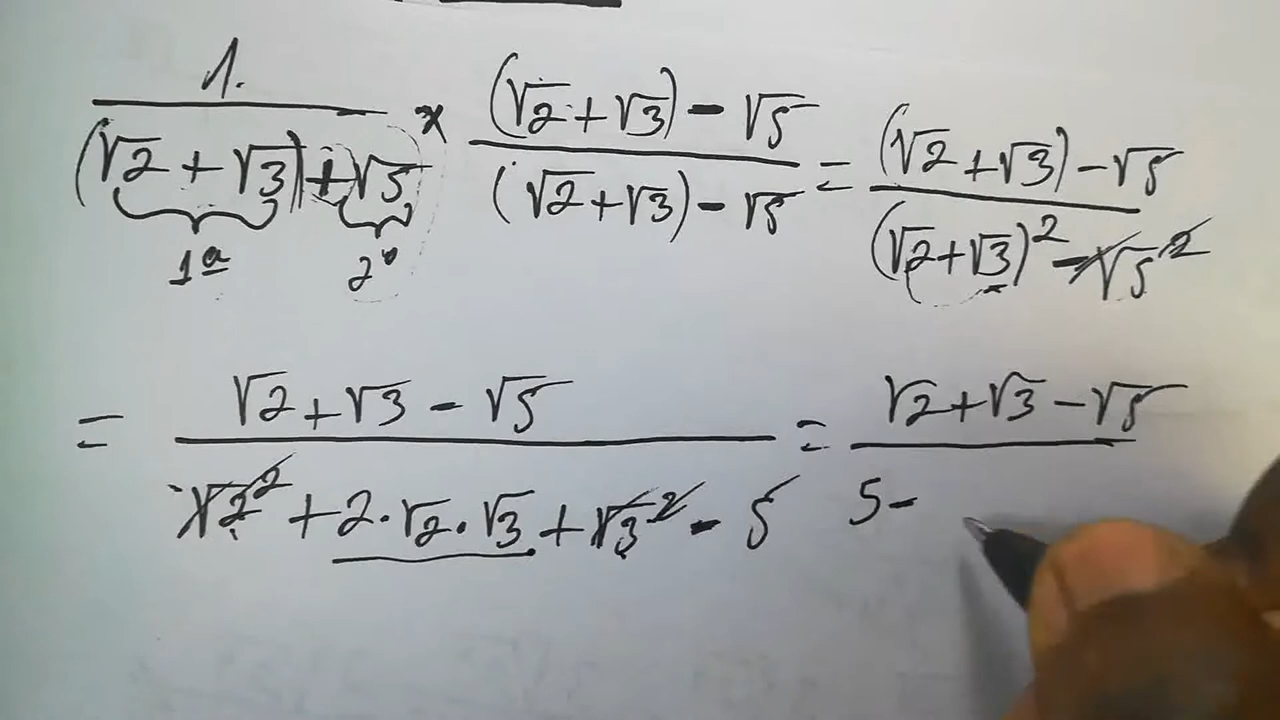 1. / (√2 + √3) + √5 × (√2 + √3) - √5 / (√2 + √3) - √5 = (√2 + √3) - √5 / (√2 + √3)² - √5²
1ª 2º
= √2 + √3 - √5 / √2² + 2·√2·√3 + √3² - 5 = √2 + √3 - √5 / 5 -